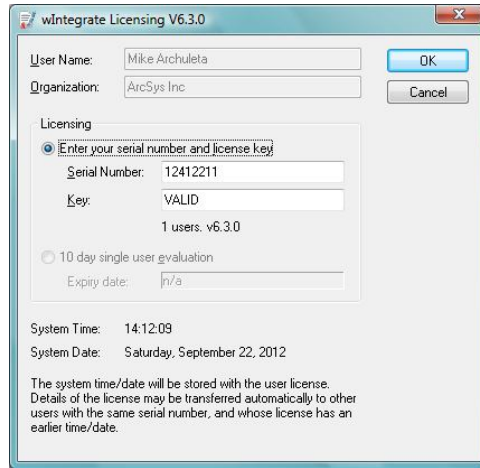 wIntegrate Licensing V6.3.0
User Name: Mike Archuleta
Organization: ArcSys Inc
OK
Cancel
Licensing
Enter your serial number and license key
Serial Number: 12412211
Key: VALID
1 users. v6.3.0
10 day single user evaluation
Expiry date: n/a
System Time: 14:12:09
System Date: Saturday, September 22, 2012
The system time/date will be stored with the user license.
Details of the license may be transferred automatically to other
users with the same serial number, and whose license has an
earlier time/date.